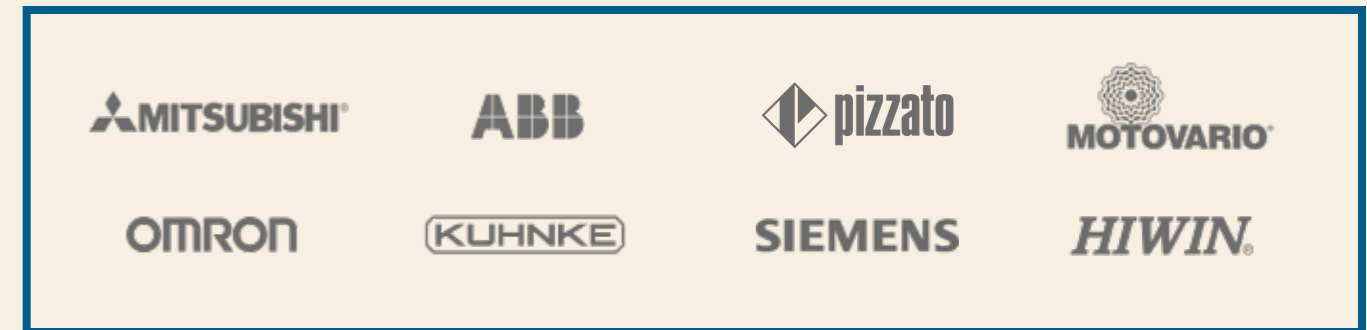 MITSUBISHI®
ABB
pizzato
MOTOVARIO®
OMRON
KUHNKE
SIEMENS
HIWIN®